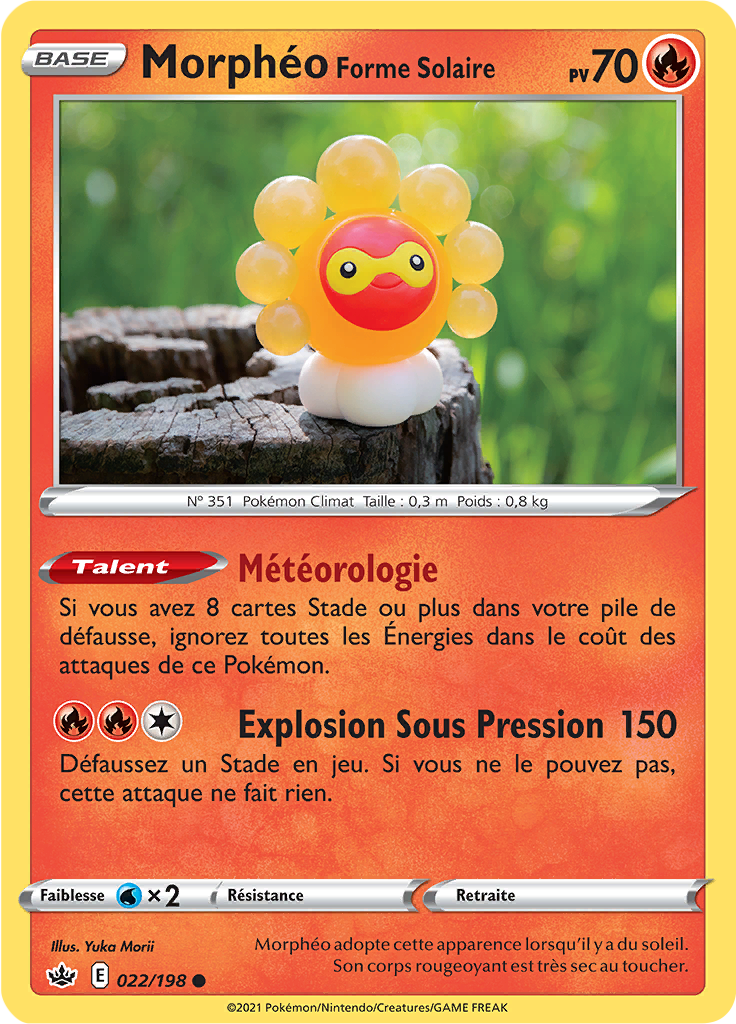 BASE Morphéo Forme Solaire PV 70
N° 351 Pokémon Climat Taille : 0,3 m Poids : 0,8 kg
Talent Météorologie
Si vous avez 8 cartes Stade ou plus dans votre pile de
défausse, ignorez toutes les Énergies dans le coût des
attaques de ce Pokémon.
Explosion Sous Pression 150
Défaussez un Stade en jeu. Si vous ne le pouvez pas,
cette attaque ne fait rien.
Faiblesse ×2 Résistance Retraite
Illus. Yuka Morii
Morphéo adopte cette apparence lorsqu'il y a du soleil.
Son corps rougeoyant est très sec au toucher.
E 022/198
©2021 Pokémon/Nintendo/Creatures/GAME FREAK